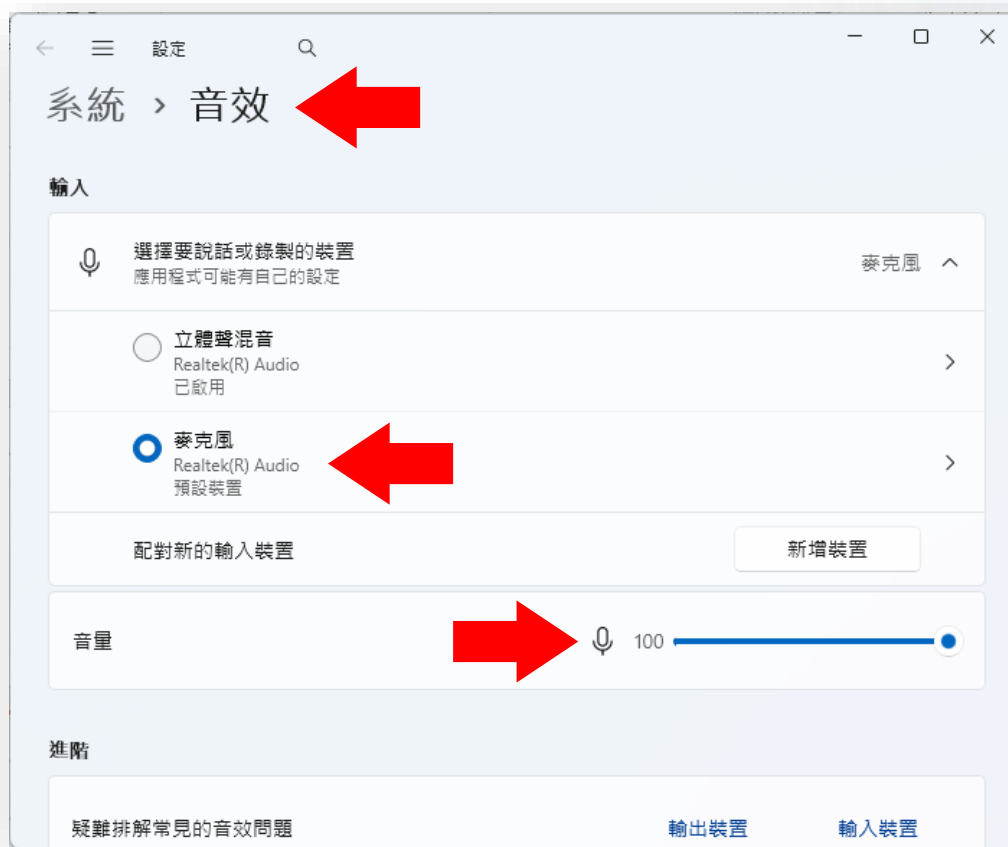 設定
系統 › 音效
輸入
選擇要說話或錄製的裝置
應用程式可能有自己的設定
麥克風
立體聲混音
Realtek(R) Audio
已啟用
麥克風
Realtek(R) Audio
預設裝置
配對新的輸入裝置
新增裝置
音量
100
進階
疑難排解常見的音效問題
輸出裝置
輸入裝置